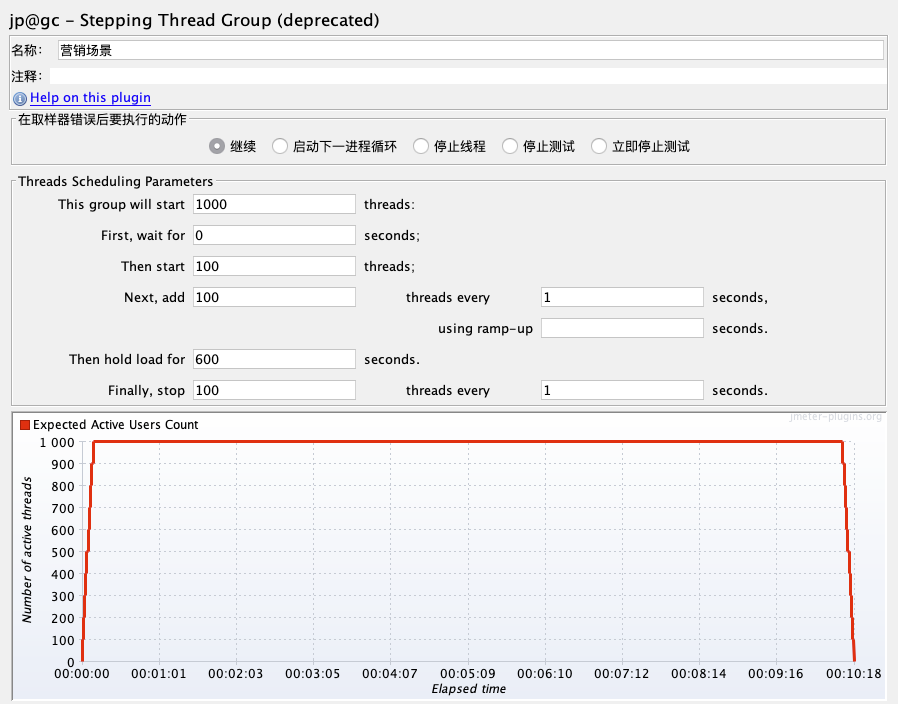 jp@gc - Stepping Thread Group (deprecated)
名称： 营销场景
注释：
Help on this plugin
在取样器错误后要执行的动作
继续 启动下一进程循环 停止线程 停止测试 立即停止测试
Threads Scheduling Parameters
This group will start 1000 threads:
First, wait for 0 seconds;
Then start 100 threads;
Next, add 100 threads every 1 seconds,
using ramp-up seconds.
Then hold load for 600 seconds.
Finally, stop 100 threads every 1 seconds.
jmeter-plugins.org
Expected Active Users Count
1 000
900
800
700
600
500
400
300
200
100
0
Number of active threads
00:00:00 00:01:01 00:02:03 00:03:05 00:04:07 00:05:09 00:06:10 00:07:12 00:08:14 00:09:16 00:10:18
Elapsed time